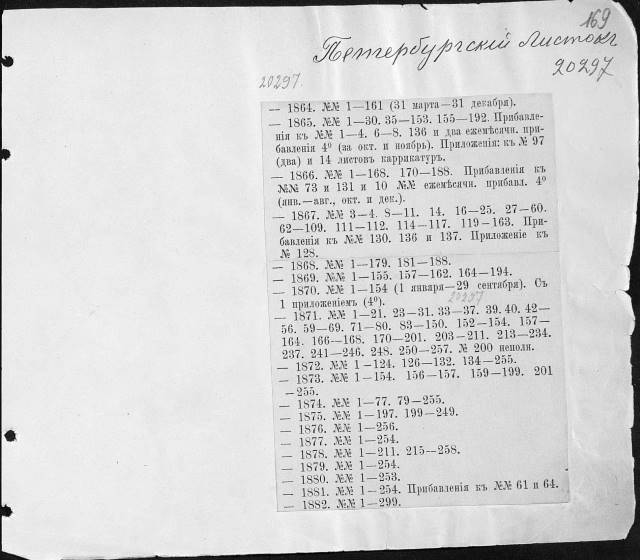 169
Петербургскій Листокъ
20297
20297.
— 1864. №№ 1—161 (31 марта—31 декабря).
— 1865. №№ 1—30. 35—153. 155—192. Прибавле-
нія къ №№ 1—4. 6—8. 136 и два ежемѣсячн. при-
бавленія 4⁰ (за окт. и ноябрь). Приложенія: къ № 97
(два) и 14 листовъ каррикатуръ.
— 1866. №№ 1—168. 170—188. Прибавленія къ
№№ 73 и 131 и 10 №№ ежемѣсячн. прибавл. 4⁰
(янв.—авг., окт. и дек.).
— 1867. №№ 3—4. 8—11. 14. 16—25. 27—60.
62—109. 111—112. 114—117. 119—163. При-
бавленія къ №№ 130. 136 и 137. Приложеніе къ
№ 128.
— 1868. №№ 1—179. 181—188.
— 1869. №№ 1—155. 157—162. 164—194.
— 1870. №№ 1—154 (1 января—29 сентября). Съ
1 приложеніемъ (4⁰).
20297
— 1871. №№ 1—21. 23—31. 33—37. 39. 40. 42—
56. 59—69. 71—80. 83—150. 152—154. 157—
164. 166—168. 170—201. 203—211. 213—234.
237. 241—246. 248. 250—257. № 200 неполн.
— 1872. №№ 1—124. 126—132. 134—255.
— 1873. №№ 1—154. 156—157. 159—199. 201
—255.
— 1874. №№ 1—77. 79—255.
— 1875. №№ 1—197. 199—249.
— 1876. №№ 1—256.
— 1877. №№ 1—254.
— 1878. №№ 1—211. 215—258.
— 1879. №№ 1—254.
— 1880. №№ 1—253.
— 1881. №№ 1—254. Прибавленія къ №№ 61 и 64.
— 1882. №№ 1—299.